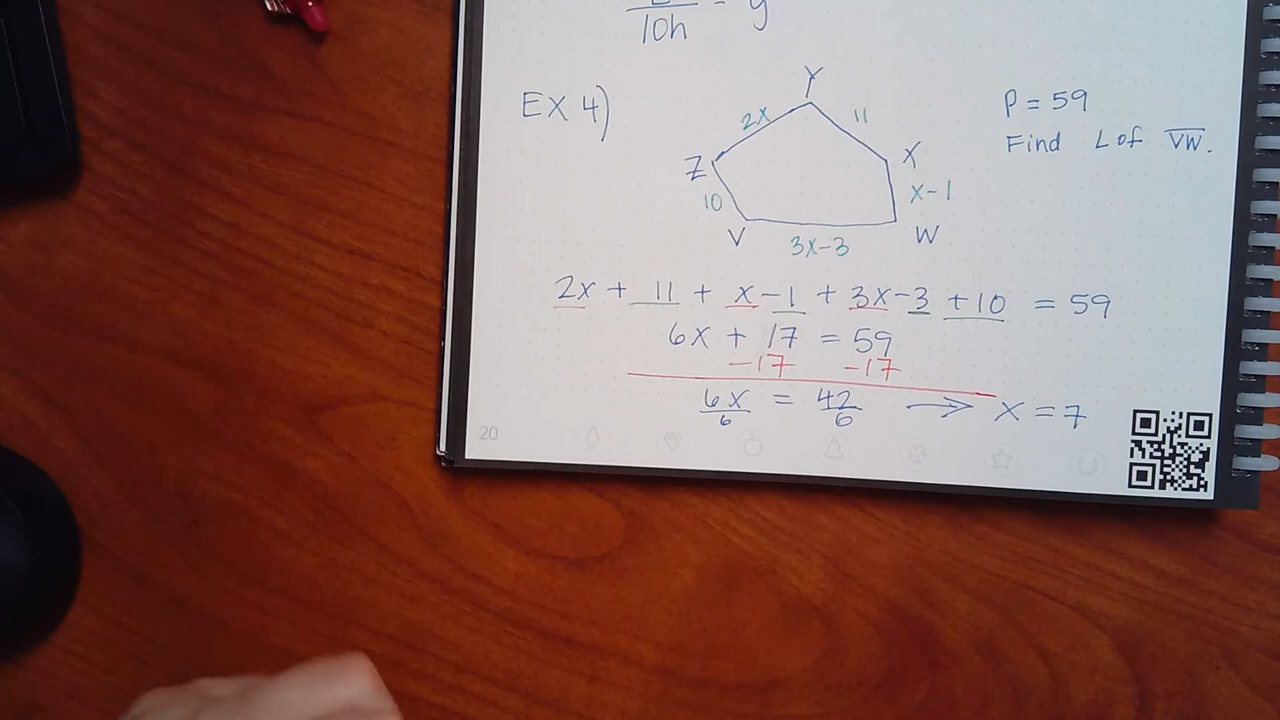 10h
EX 4)
P = 59
Find L of VW.
Y
2x
11
Z
X
10
x-1
V
W
3x-3
2x + 11 + x-1 + 3x-3 +10 = 59
6x + 17 = 59
-17 -17
6x/6 = 42/6 → x = 7
20